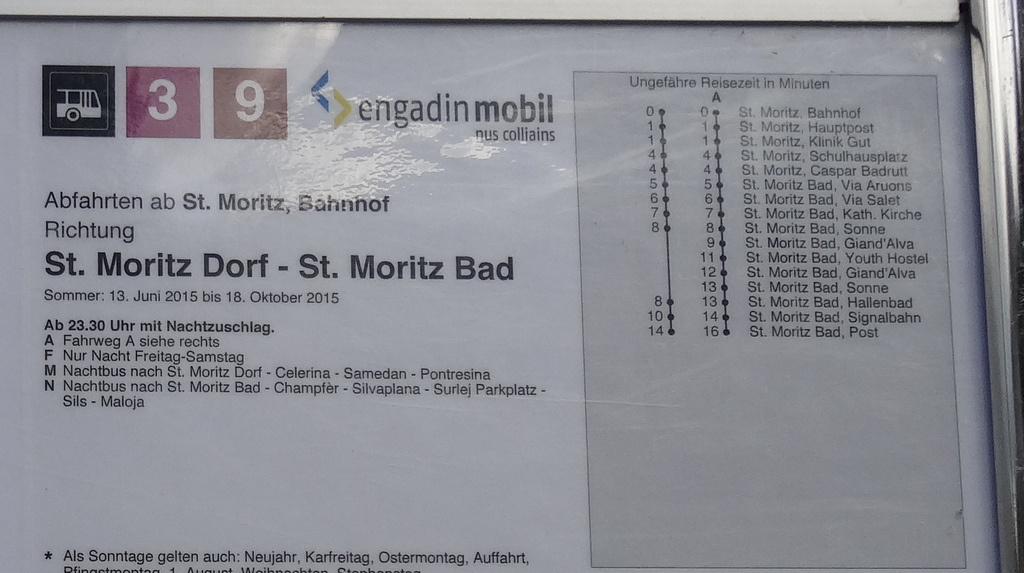 3 9 engadin mobil
nus colliains
Abfahrten ab St. Moritz, Bahnhof
Richtung
St. Moritz Dorf - St. Moritz Bad
Sommer: 13. Juni 2015 bis 18. Oktober 2015
Ab 23.30 Uhr mit Nachtzuschlag.
A Fahrweg A siehe rechts
F Nur Nacht Freitag-Samstag
M Nachtbus nach St. Moritz Dorf - Celerina - Samedan - Pontresina
N Nachtbus nach St. Moritz Bad - Champfèr - Silvaplana - Surlej Parkplatz -
Sils - Maloja
* Als Sonntage gelten auch: Neujahr, Karfreitag, Ostermontag, Auffahrt,
Pfingstmontag, 1. August, Weihnachten, Stephanstag
Ungefähre Reisezeit in Minuten
A
0 0 St. Moritz, Bahnhof
1 1 St. Moritz, Hauptpost
1 1 St. Moritz, Klinik Gut
4 4 St. Moritz, Schulhausplatz
4 4 St. Moritz, Caspar Badrutt
5 5 St. Moritz Bad, Via Aruons
6 6 St. Moritz Bad, Via Salet
7 7 St. Moritz Bad, Kath. Kirche
8 8 St. Moritz Bad, Sonne
9 St. Moritz Bad, Giand'Alva
11 St. Moritz Bad, Youth Hostel
12 St. Moritz Bad, Giand'Alva
13 St. Moritz Bad, Sonne
8 13 St. Moritz Bad, Hallenbad
10 14 St. Moritz Bad, Signalbahn
14 16 St. Moritz Bad, Post